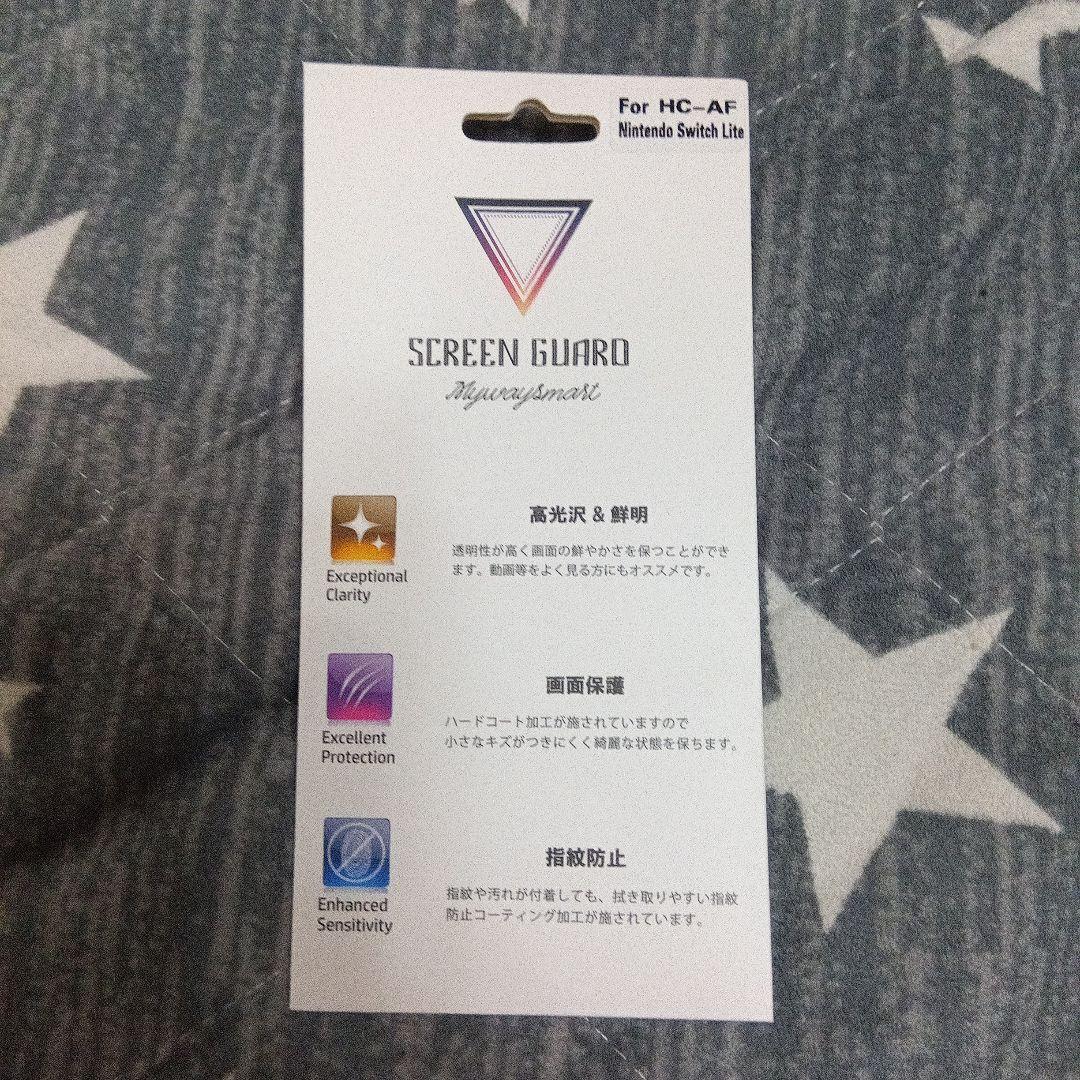 For HC-AF
Nintendo Switch Lite
SCREEN GUARD
Mywaysmart
Exceptional
Clarity
高光沢 & 鮮明
透明性が高く画面の鮮やかさを保つことができ
ます。動画等をよく見る方にもオススメです。
Excellent
Protection
画面保護
ハードコート加工が施されていますので
小さなキズがつきにくく綺麗な状態を保ちます。
Enhanced
Sensitivity
指紋防止
指紋や汚れが付着しても、拭き取りやすい指紋
防止コーティング加工が施されています。